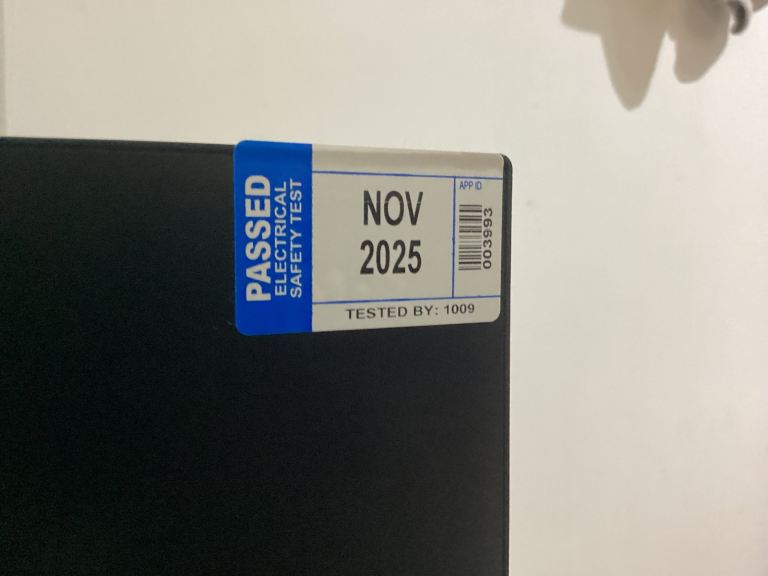 PASSED
ELECTRICAL
SAFETY TEST
NOV
2025
APP ID
003993
TESTED BY: 1009